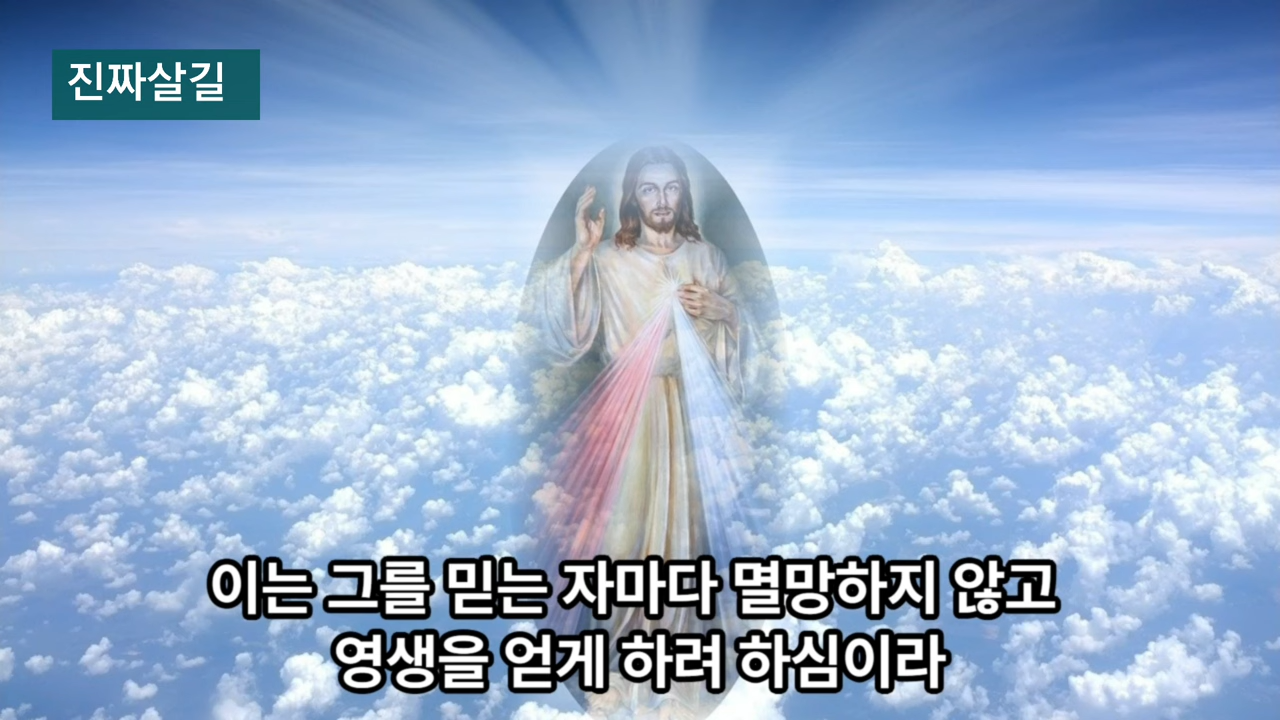 진짜살길
이는 그를 믿는 자마다 멸망하지 않고
영생을 얻게 하려 하심이라